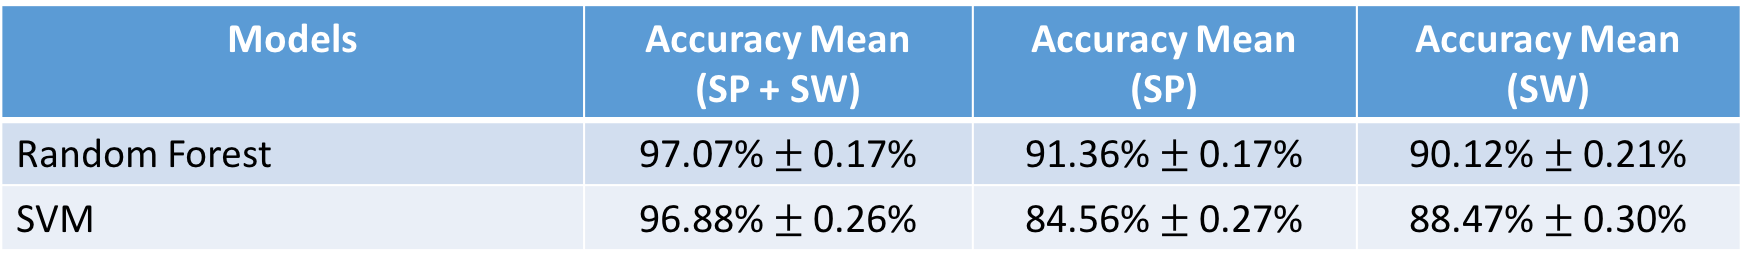 Models Accuracy Mean Accuracy Mean Accuracy Mean
(SP + SW) (SP) (SW)
Random Forest 97.07% ± 0.17% 91.36% ± 0.17% 90.12% ± 0.21%
SVM 96.88% ± 0.26% 84.56% ± 0.27% 88.47% ± 0.30%